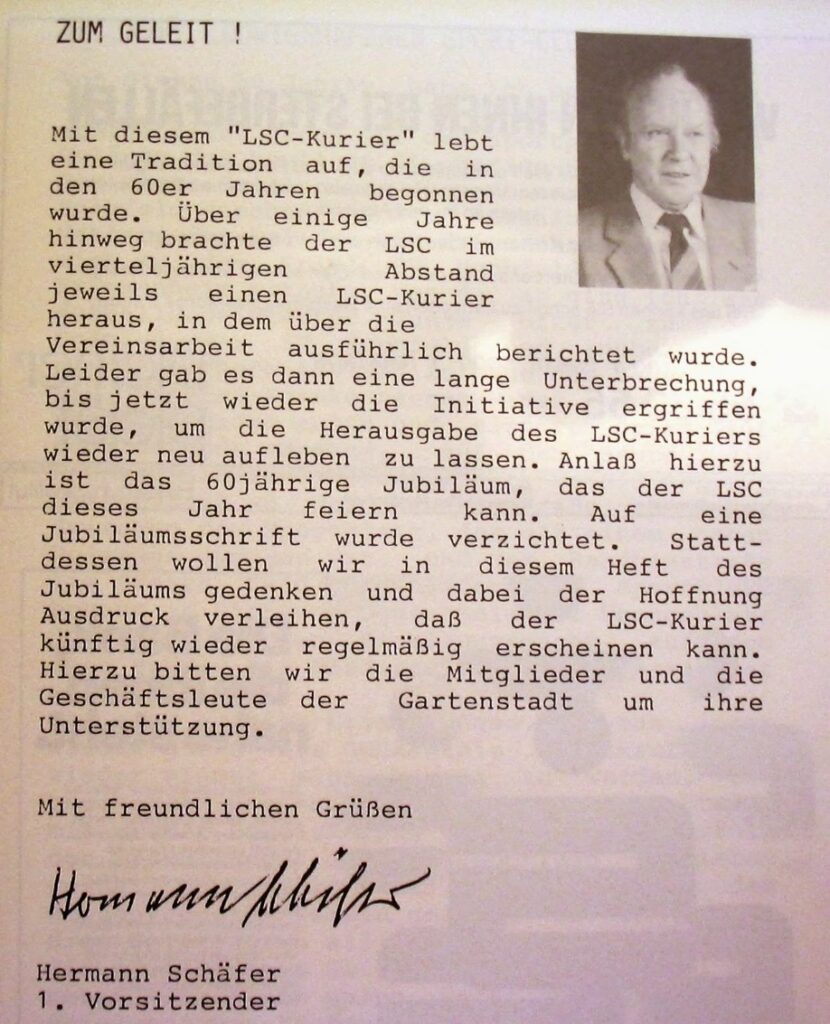 ZUM GELEIT !
Mit diesem "LSC-Kurier" lebt
eine Tradition auf, die in
den 60er Jahren begonnen
wurde. Über einige Jahre
hinweg brachte der LSC im
vierteljährigen Abstand
jeweils einen LSC-Kurier
heraus, in dem über die
Vereinsarbeit ausführlich berichtet wurde.
Leider gab es dann eine lange Unterbrechung,
bis jetzt wieder die Initiative ergriffen
wurde, um die Herausgabe des LSC-Kuriers
wieder neu aufleben zu lassen. Anlaß hierzu
ist das 60jährige Jubiläum, das der LSC
dieses Jahr feiern kann. Auf eine
Jubiläumsschrift wurde verzichtet. Statt-
dessen wollen wir in diesem Heft des
Jubiläums gedenken und dabei der Hoffnung
Ausdruck verleihen, daß der LSC-Kurier
künftig wieder regelmäßig erscheinen kann.
Hierzu bitten wir die Mitglieder und die
Geschäftsleute der Gartenstadt um ihre
Unterstützung.
Mit freundlichen Grüßen
Hermann Schäfer
Hermann Schäfer
1. Vorsitzender